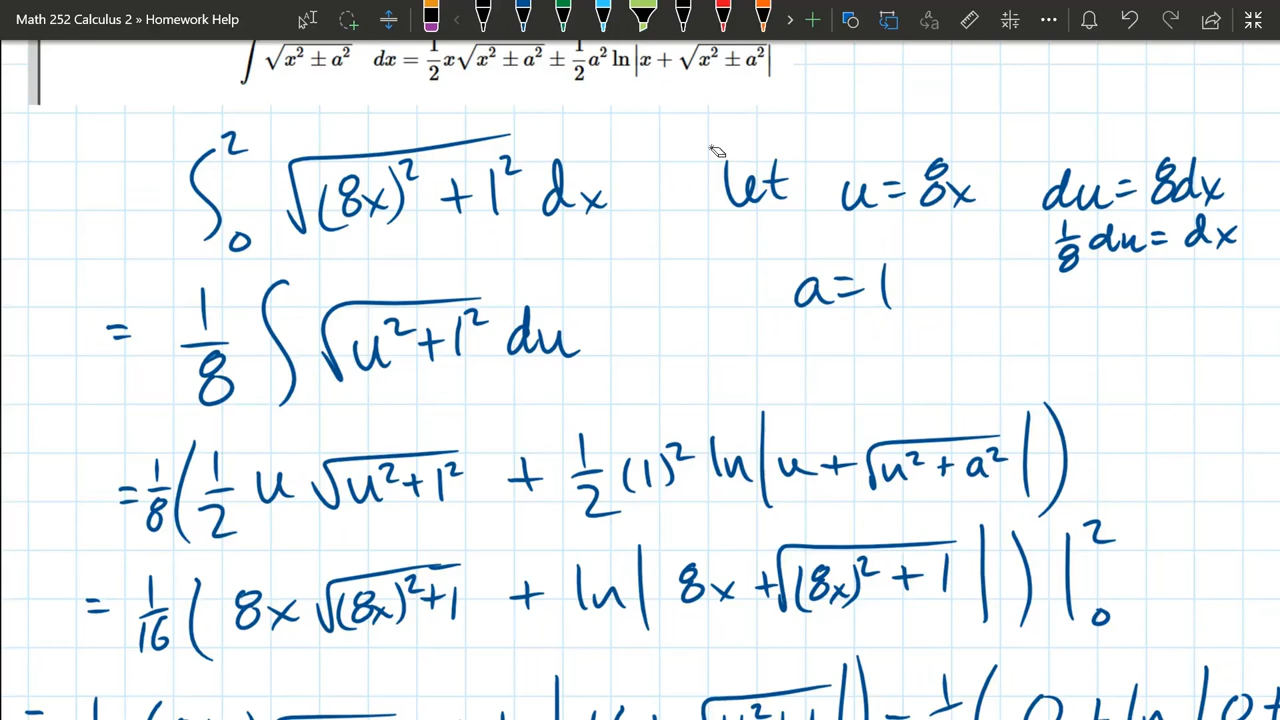 Math 252 Calculus 2 » Homework Help
∫ √(x² ± a²) dx = 1/2 x√(x² ± a²) ± 1/2 a² ln|x + √(x² ± a²)|
∫₀² √((8x)² + 1²) dx let u = 8x du = 8dx
1/8 du = dx
a = 1
= 1/8 ∫ √(u² + 1²) du
= 1/8 (1/2 u √(u² + 1²) + 1/2 (1)² ln|u + √(u² + a²)|)
= 1/16 (8x √((8x)² + 1) + ln|8x + √((8x)² + 1)|) |₀²